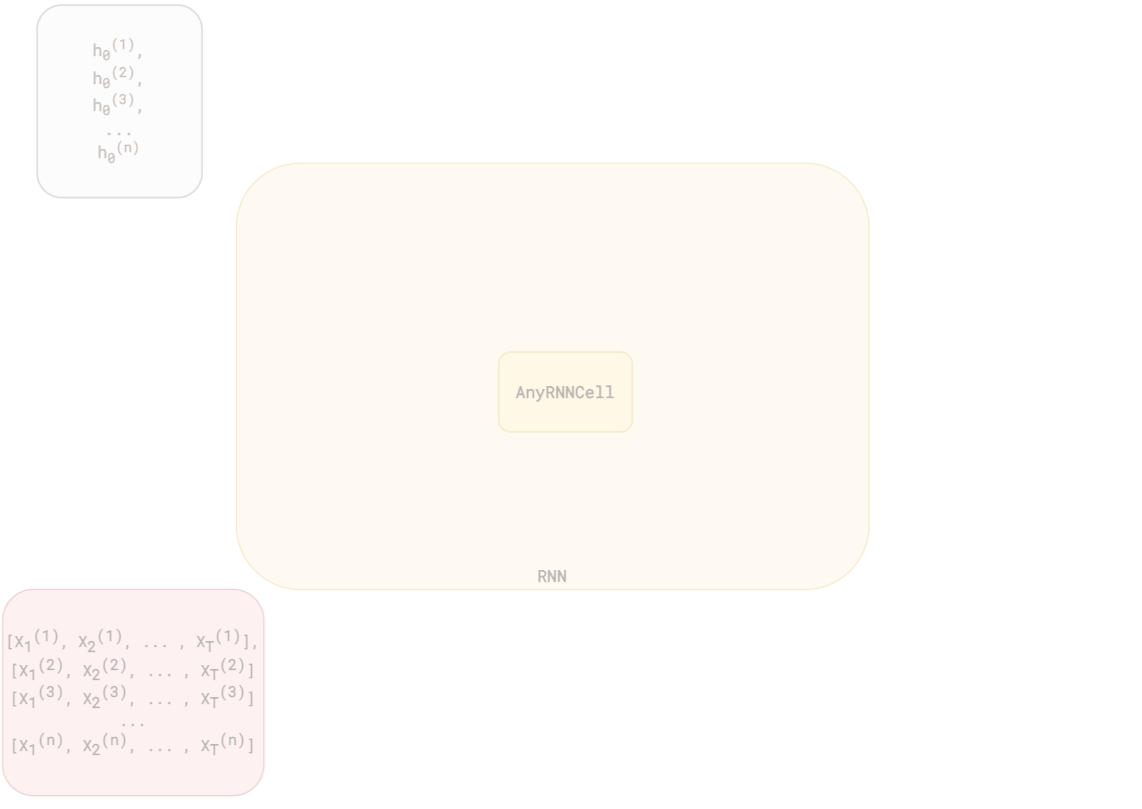 h₀⁽¹⁾,
h₀⁽²⁾,
h₀⁽³⁾,
...
h₀⁽ⁿ⁾
AnyRNNCell
RNN
[x₁⁽¹⁾, x₂⁽¹⁾, ... , x_T⁽¹⁾],
[x₁⁽²⁾, x₂⁽²⁾, ... , x_T⁽²⁾]
[x₁⁽³⁾, x₂⁽³⁾, ... , x_T⁽³⁾]
...
[x₁⁽ⁿ⁾, x₂⁽ⁿ⁾, ... , x_T⁽ⁿ⁾]